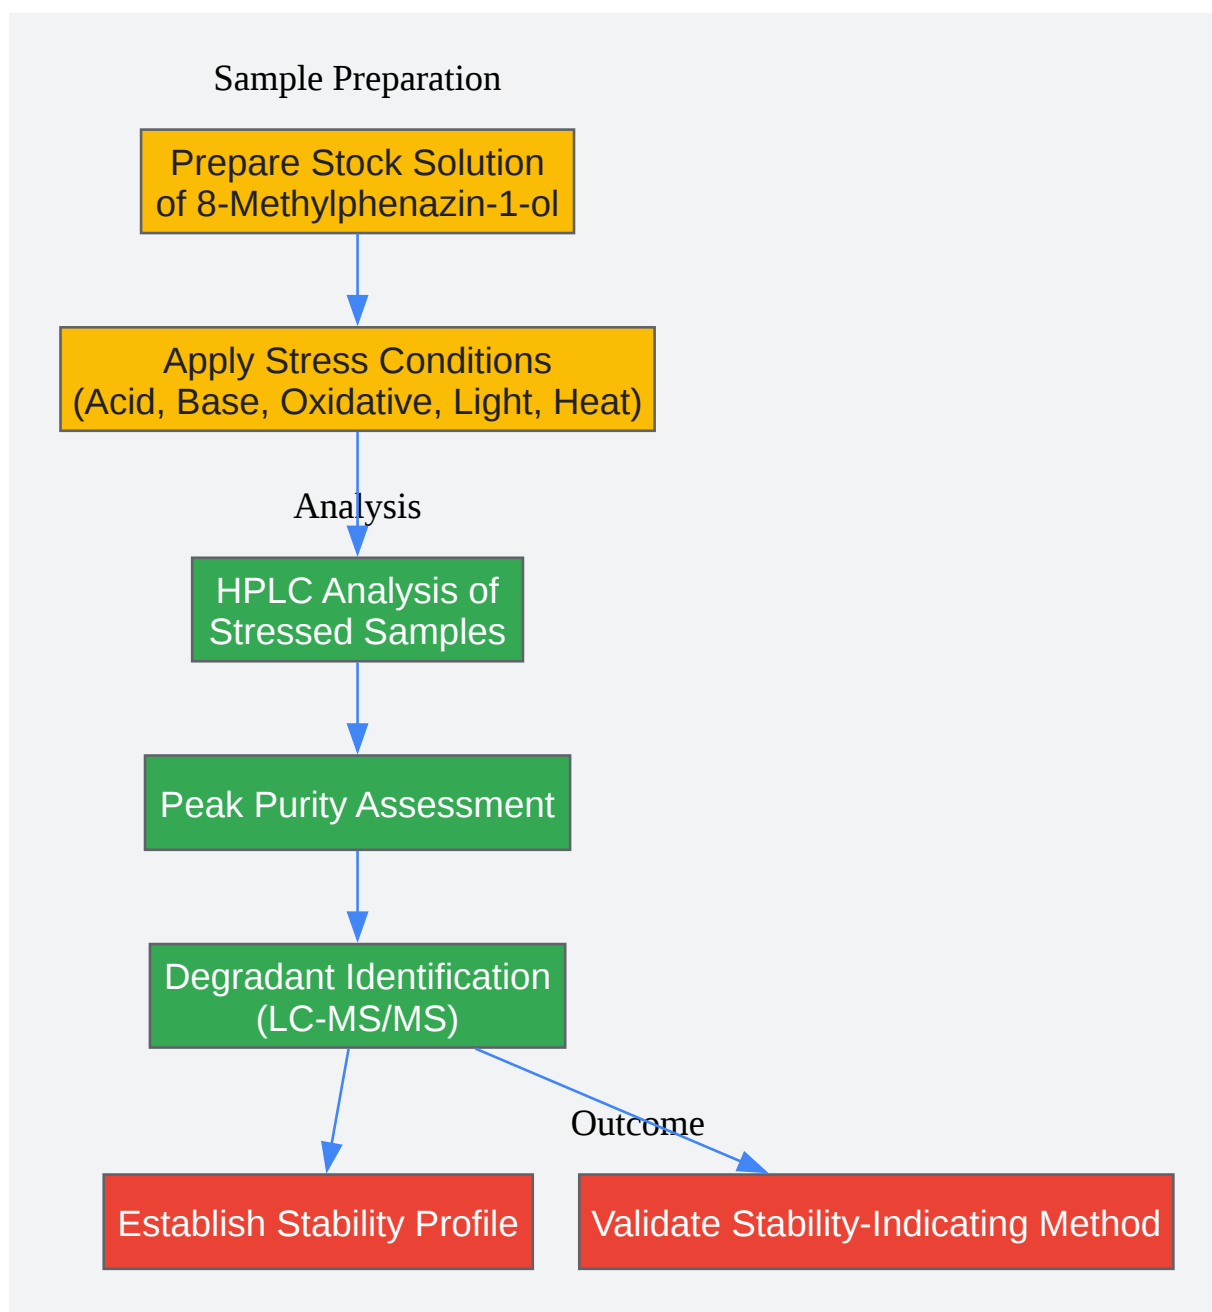 Sample Preparation
Prepare Stock Solution
of 8-Methylphenazin-1-ol
Apply Stress Conditions
(Acid, Base, Oxidative, Light, Heat)
Analysis
HPLC Analysis of
Stressed Samples
Peak Purity Assessment
Degradant Identification
(LC-MS/MS)
Outcome
Establish Stability Profile
Validate Stability-Indicating Method